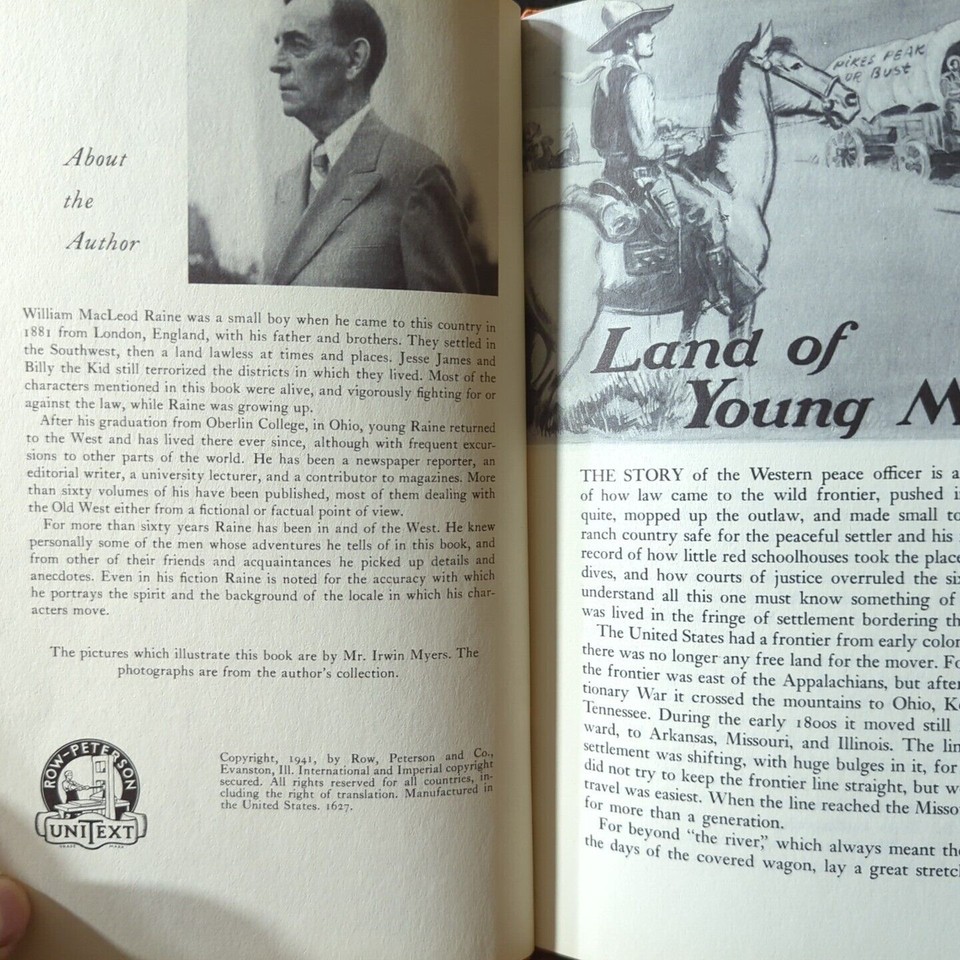 About
the
Author
William MacLeod Raine was a small boy when he came to this country in
1881 from London, England, with his father and brothers. They settled in
the Southwest, then a land lawless at times and places. Jesse James and
Billy the Kid still terrorized the districts in which they lived. Most of the
characters mentioned in this book were alive, and vigorously fighting for or
against the law, while Raine was growing up.
After his graduation from Oberlin College, in Ohio, young Raine returned
to the West and has lived there ever since, although with frequent excur-
sions to other parts of the world. He has been a newspaper reporter, an
editorial writer, a university lecturer, and a contributor to magazines. More
than sixty volumes of his have been published, most of them dealing with
the Old West either from a fictional or factual point of view.
For more than sixty years Raine has been in and of the West. He knew
personally some of the men whose adventures he tells of in this book, and
from other of their friends and acquaintances he picked up details and
anecdotes. Even in his fiction Raine is noted for the accuracy with which
he portrays the spirit and the background of the locale in which his char-
acters move.
The pictures which illustrate this book are by Mr. Irwin Myers. The
photographs are from the author's collection.
ROW-PETERSON
UNITEXT
TRADE MARK
Copyright, 1941, by Row, Peterson and Co.,
Evanston, Ill. International and Imperial copyright
secured. All rights reserved for all countries, in-
cluding the right of translation. Manufactured in
the United States. 1627.
PIKES PEAK
OR BUST
Land of
Young M
THE STORY of the Western peace officer is a
of how law came to the wild frontier, pushed i
quite, mopped up the outlaw, and made small to
ranch country safe for the peaceful settler and his
record of how little red schoolhouses took the place
dives, and how courts of justice overruled the six
understand all this one must know something of
was lived in the fringe of settlement bordering th
The United States had a frontier from early colon
there was no longer any free land for the mover. Fo
the frontier was east of the Appalachians, but after
tionary War it crossed the mountains to Ohio, Ke
Tennessee. During the early 1800s it moved still
ward, to Arkansas, Missouri, and Illinois. The lin
settlement was shifting, with huge bulges in it, for
did not try to keep the frontier line straight, but w
travel was easiest. When the line reached the Misso
for more than a generation.
For beyond "the river," which always meant the
the days of the covered wagon, lay a great stretch